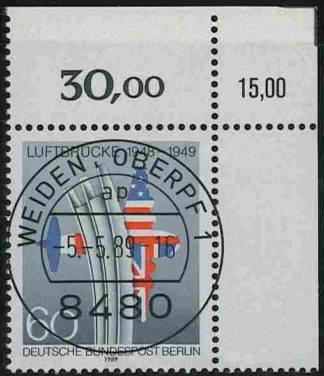 30,00
15,00
LUFTBRÜCKE 1948-1949
WEIDEN, OBERPF 1
ap
-5.-5.89.-16
8480
60
DEUTSCHE BUNDESPOST BERLIN
1989